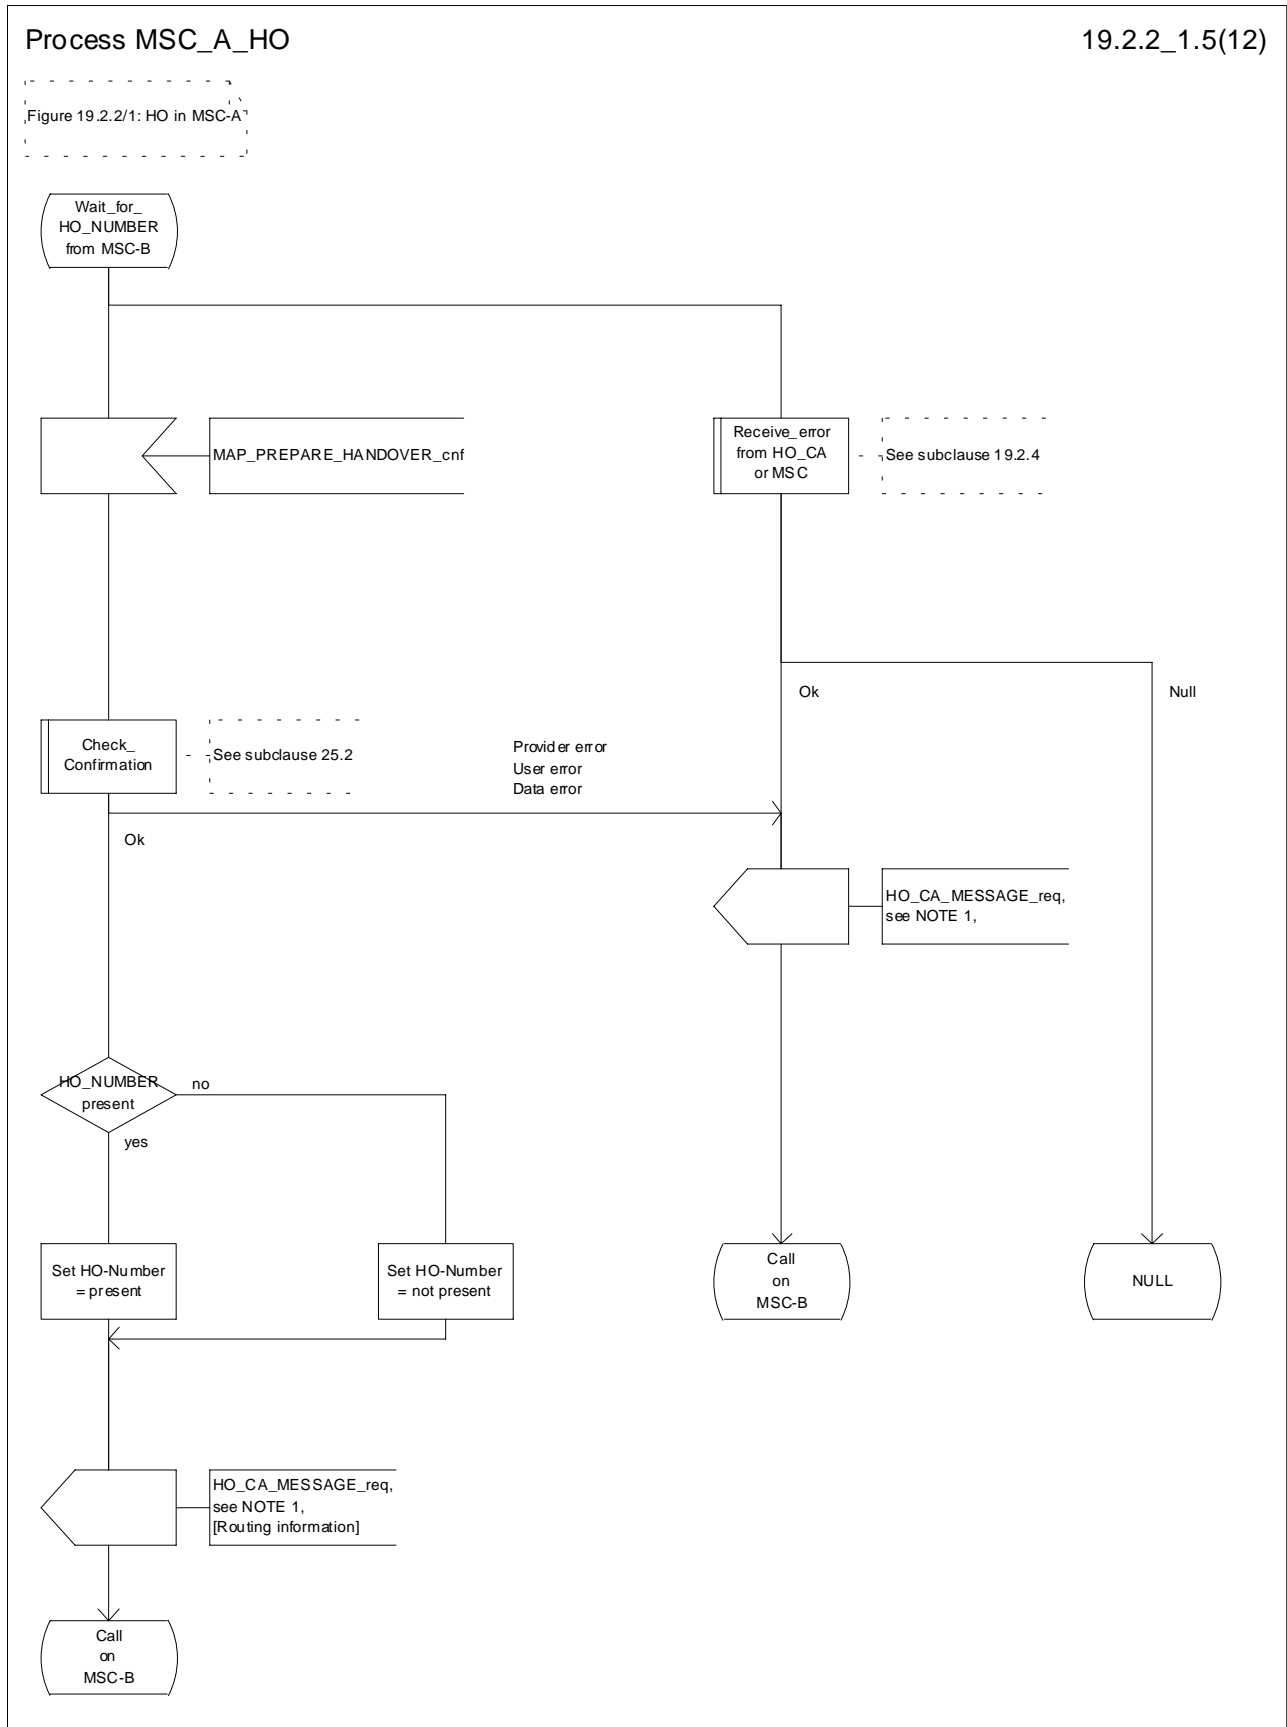 Process MSC_A_HO
19.2.2_1.5(12)
Figure 19.2.2/1: HO in MSC-A
Wait_for_
HO_NUMBER
from MSC-B
MAP_PREPARE_HANDOVER_cnf
Receive_error
from HO_CA
or MSC
See subclause 19.2.4
Ok
Null
Check_
Confirmation
See subclause 25.2
Provider error
User error
Data error
Ok
HO_CA_MESSAGE_req,
see NOTE 1,
HO_NUMBER
present
no
yes
Set HO-Number
= present
Set HO-Number
= not present
Call
on
MSC-B
NULL
HO_CA_MESSAGE_req,
see NOTE 1,
[Routing information]
Call
on
MSC-B